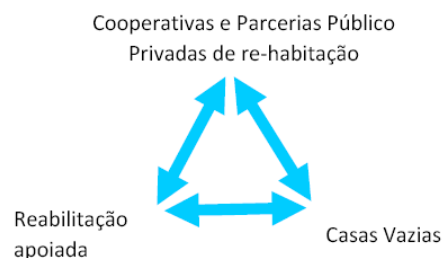 Cooperativas e Parcerias Público
Privadas de re-habitação
Reabilitação
apoiada
Casas Vazias